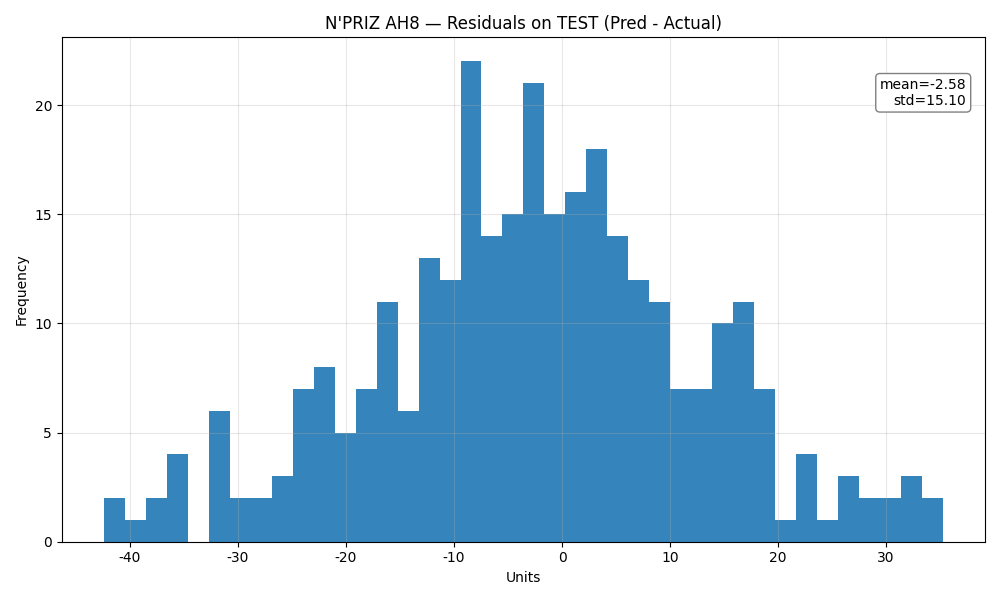 N'PRIZ AH8 — Residuals on TEST (Pred - Actual)
mean=-2.58
std=15.10
Frequency
20
15
10
5
0
-40 -30 -20 -10 0 10 20 30
Units